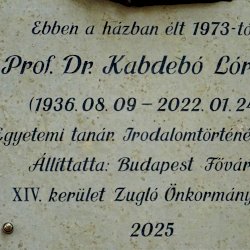 Ebben a házban élt 1973-tó
Prof. Dr. Kabdebó Lór
(1936. 08. 09 – 2022. 01. 24
Egyetemi tanár, Irodalomtörténé
Állíttatta: Budapest Fővár
XIV. kerület Zugló Önkormány
2025